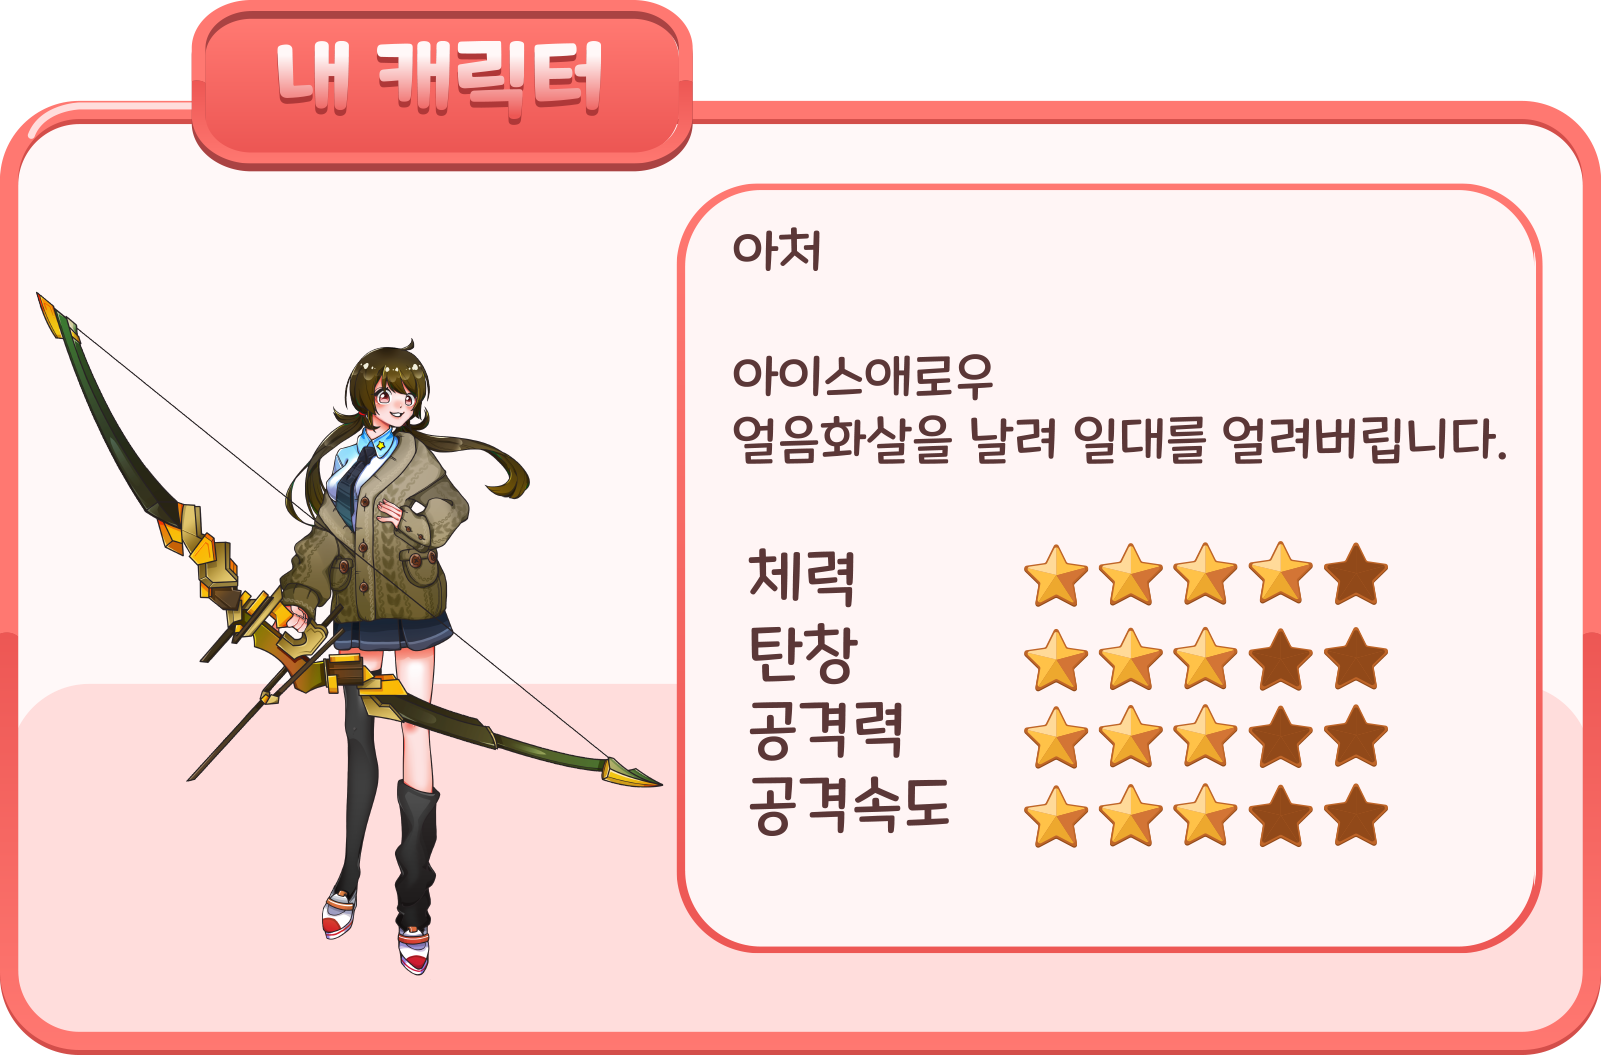 내 캐릭터
아처
아이스애로우
얼음화살을 날려 일대를 얼려버립니다.
체력
탄창
공격력
공격속도